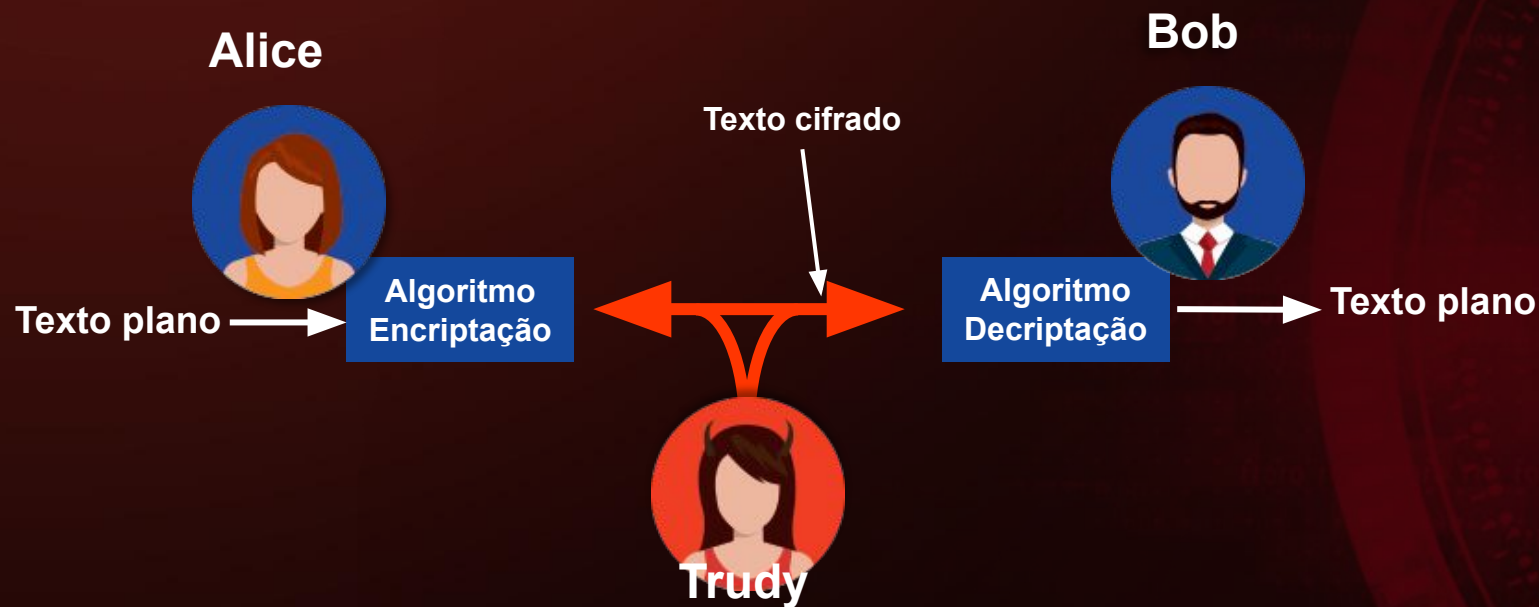 Alice
Bob
Texto cifrado
Texto plano
Algoritmo
Encriptação
Algoritmo
Decriptação
Texto plano
Trudy